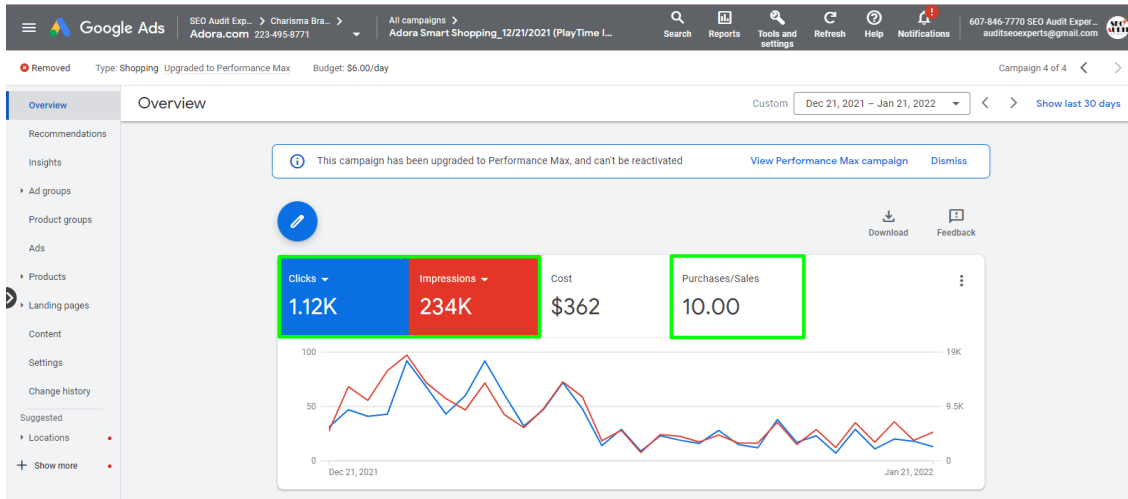 Google Ads
SEO Audit Exp... > Charisma Bra... >
Adora.com 223-495-8771
All campaigns >
Adora Smart Shopping_12/21/2021 (PlayTime I...
Search
Reports
Tools and
settings
Refresh
Help
!
Notifications
607-846-7770 SEO Audit Exper...
auditseoexperts@gmail.com
Removed
Type: Shopping Upgraded to Performance Max
Budget: $6.00/day
Campaign 4 of 4
Overview
Recommendations
Insights
Ad groups
Product groups
Ads
Products
Landing pages
Content
Settings
Change history
Suggested
Locations
Show more
Overview
Custom
Dec 21, 2021 – Jan 21, 2022
Show last 30 days
This campaign has been upgraded to Performance Max, and can't be reactivated
View Performance Max campaign
Dismiss
Download
Feedback
Clicks
1.12K
Impressions
234K
Cost
$362
Purchases/Sales
10.00
100
50
0
19K
9.5K
0
Dec 21, 2021
Jan 21, 2022